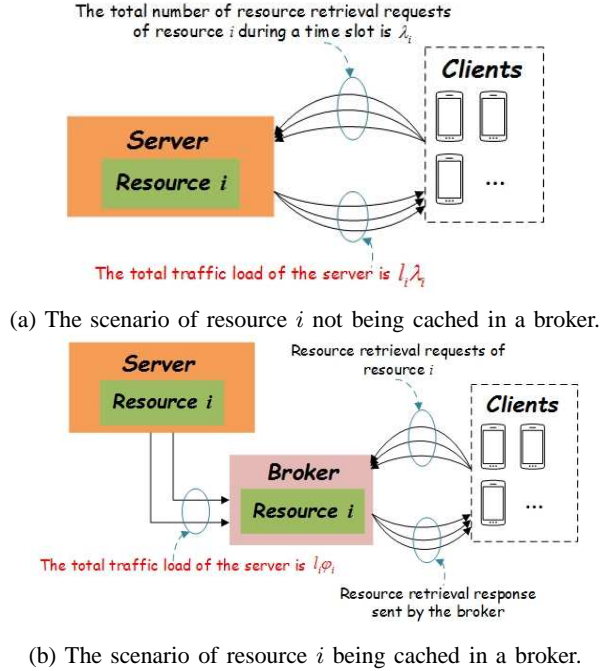 The total number of resource retrieval requests
of resource i during a time slot is λᵢ
Clients
Server
Resource i
...
The total traffic load of the server is lᵢλᵢ
(a) The scenario of resource i not being cached in a broker.
Server
Resource i
Resource retrieval requests of
resource i
Clients
Broker
Resource i
...
The total traffic load of the server is lᵢφᵢ
Resource retrieval response
sent by the broker
(b) The scenario of resource i being cached in a broker.